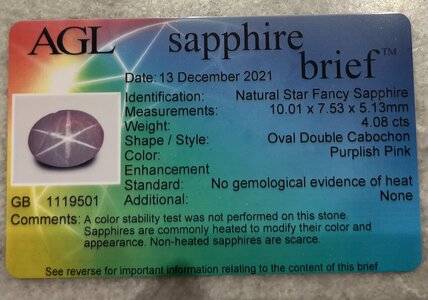 AGL sapphire
brief™
Date: 13 December 2021
Identification: Natural Star Fancy Sapphire
Measurements: 10.01 x 7.53 x 5.13mm
Weight: 4.08 cts
Shape / Style: Oval Double Cabochon
Color: Purplish Pink
Enhancement
Standard: No gemological evidence of heat
GB 1119501 Additional: None
Comments: A color stability test was not performed on this stone.
Sapphires are commonly heated to modify their color and
appearance. Non-heated sapphires are scarce.
See reverse for important information relating to the content of this brief